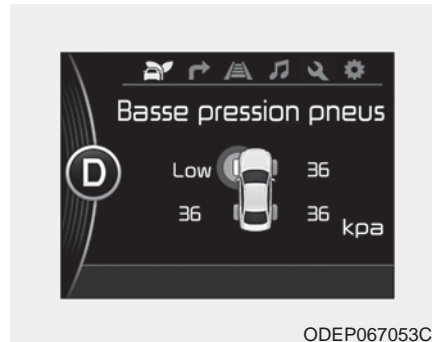 Basse pression pneus
D
Low 36
36 36 kpa
ODEP067053C